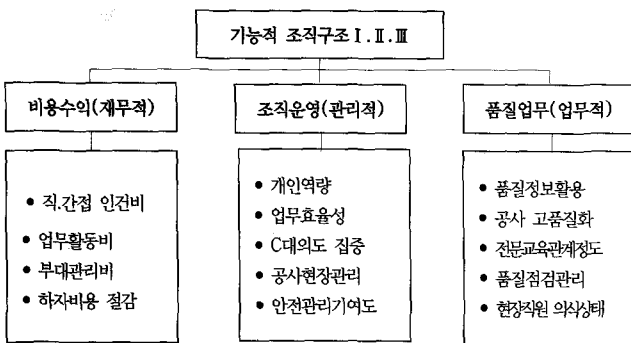 기능적 조직구조 I.Ⅱ.Ⅲ
비용수익(재무적)
조직운영(관리적)
품질업무(업무적)
• 직.간접 인건비
• 업무활동비
• 부대관리비
• 하자비용 절감
• 개인역량
• 업무효율성
• C대의도 집중
• 공사현장관리
• 안전관리기여도
• 품질정보활용
• 공사 고품질화
• 전문교육관계정도
• 품질점검관리
• 현장직원 의식상태